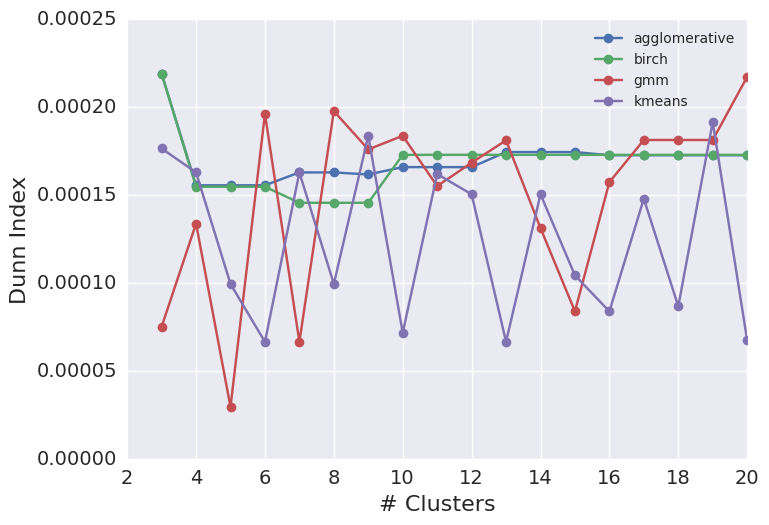 0.00025
0.00020
0.00015
0.00010
0.00005
0.00000
Dunn Index
agglomerative
birch
gmm
kmeans
2 4 6 8 10 12 14 16 18 20
# Clusters